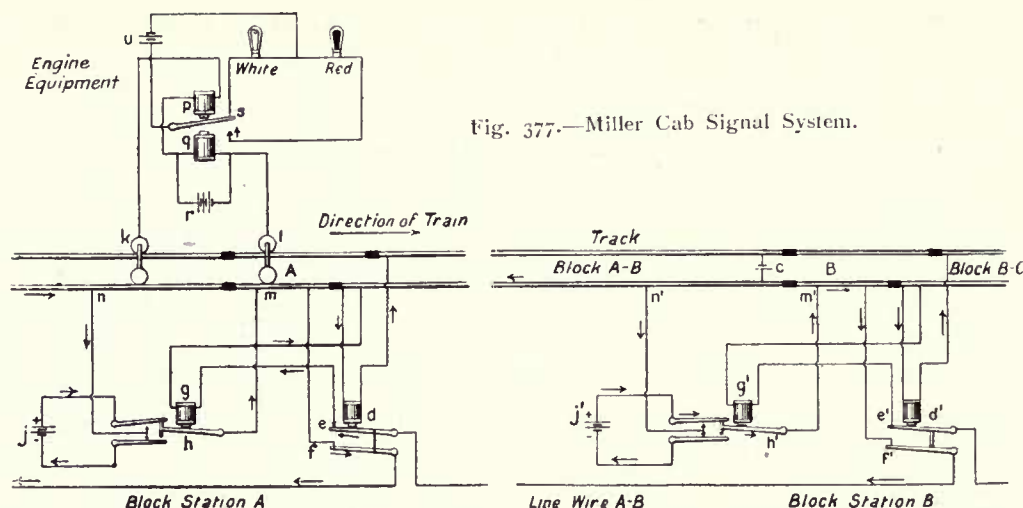 U
Engine
Equipment
White
Red
p
s
q
r
Fig. 377.—Miller Cab Signal System.
k
l
A
Direction of Train
Track
Block A-B
c
B
Block B-C
n
m
n'
m'
g
d
g'
d'
j
+
-
h
e
f
j'
+
-
h'
e'
f'
Block Station A
Line Wire A-B
Block Station B